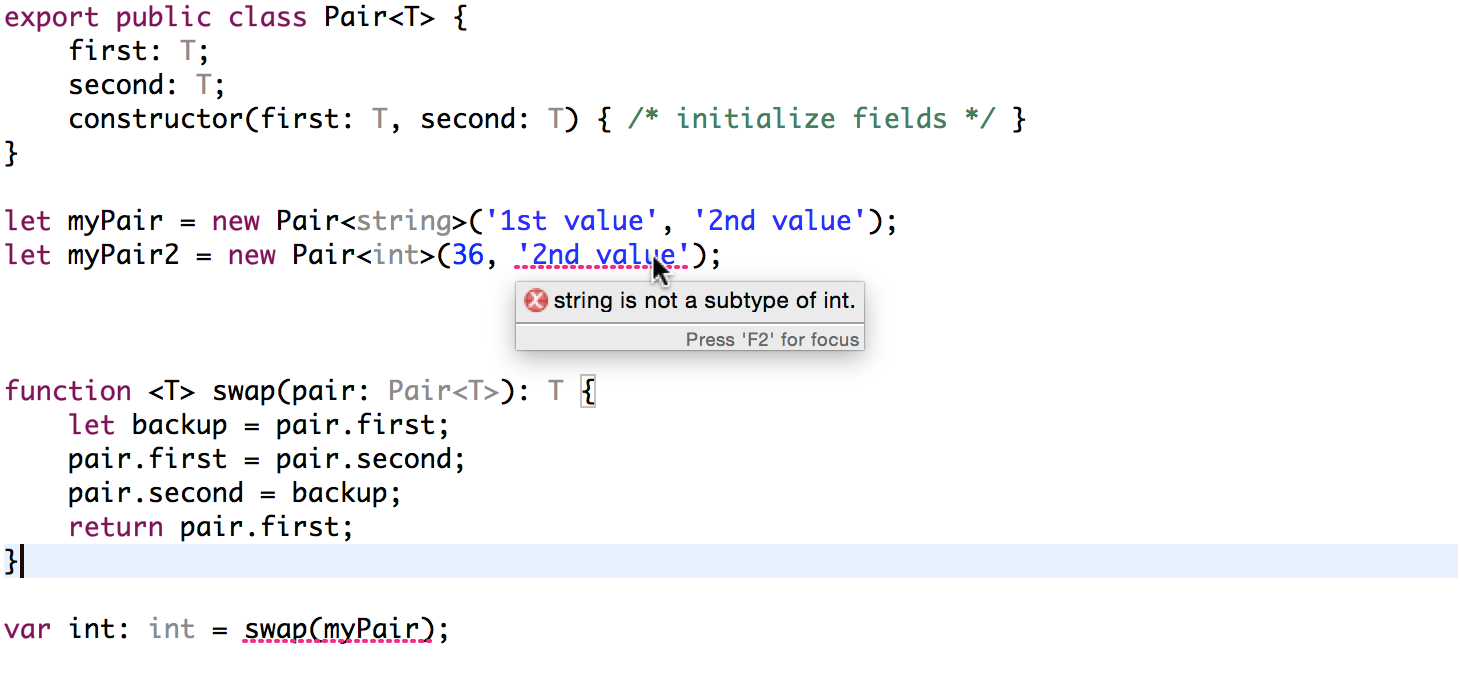 export public class Pair<T> {
    first: T;
    second: T;
    constructor(first: T, second: T) { /* initialize fields */ }
}
let myPair = new Pair<string>('1st value', '2nd value');
let myPair2 = new Pair<int>(36, '2nd value');
string is not a subtype of int.
Press 'F2' for focus
function <T> swap(pair: Pair<T>): T {
    let backup = pair.first;
    pair.first = pair.second;
    pair.second = backup;
    return pair.first;
}
var int: int = swap(myPair);